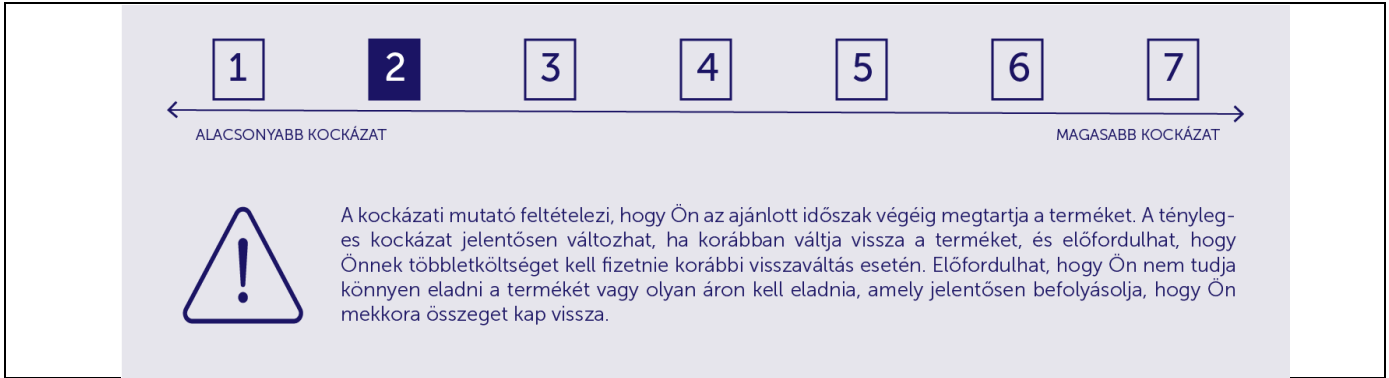 1 2 3 4 5 6 7
ALACSONYABB KOCKÁZAT MAGASABB KOCKÁZAT
A kockázati mutató feltételezi, hogy Ön az ajánlott időszak végéig megtartja a terméket. A tényleg-
es kockázat jelentősen változhat, ha korábban váltja vissza a terméket, és előfordulhat, hogy
Önnek többletköltséget kell fizetnie korábbi visszaváltás esetén. Előfordulhat, hogy Ön nem tudja
könnyen eladni a termékét vagy olyan áron kell eladnia, amely jelentősen befolyásolja, hogy Ön
mekkora összeget kap vissza.